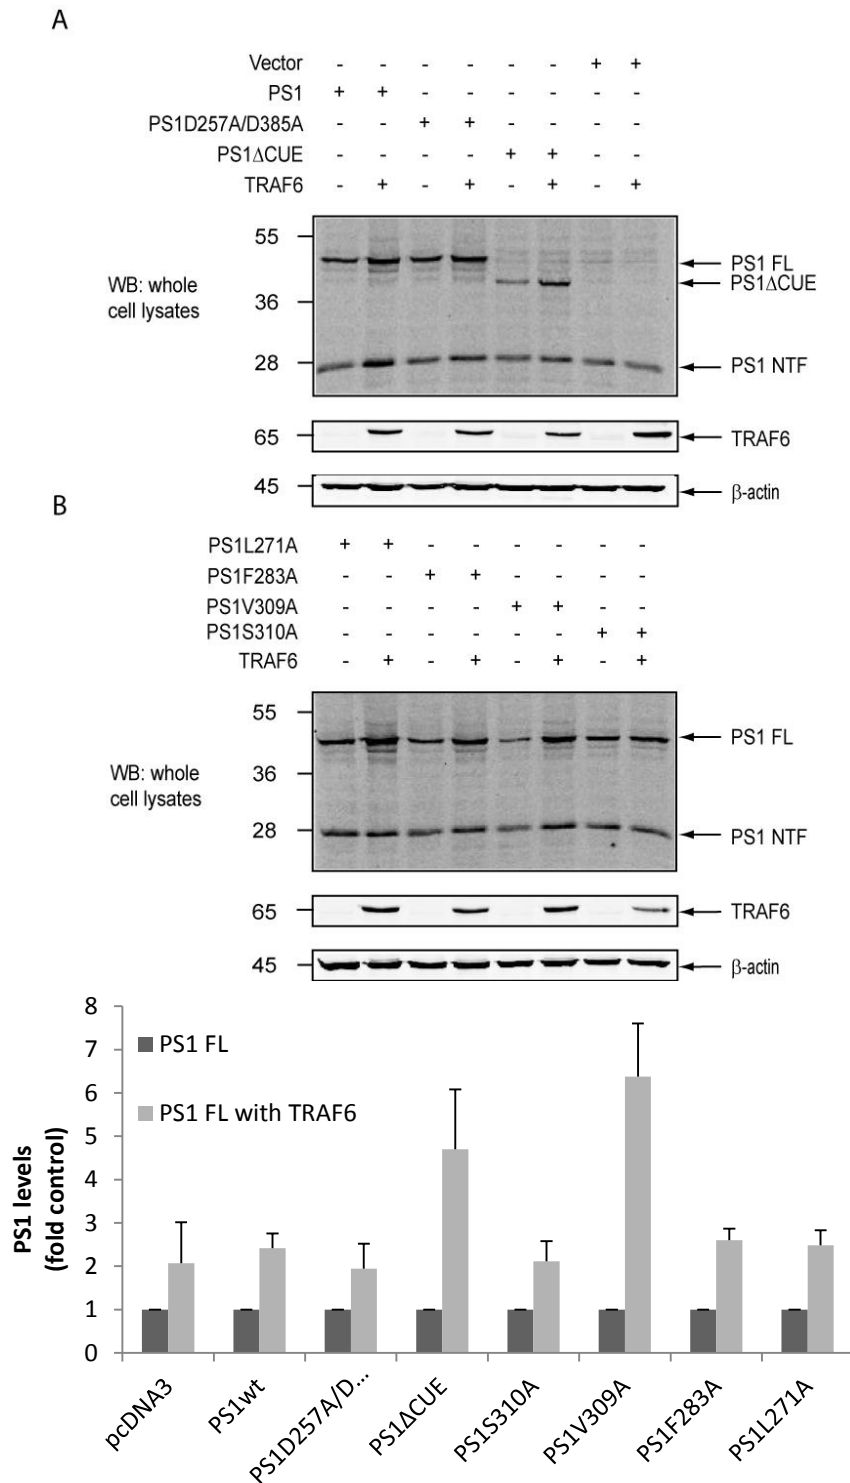 A
Vector - - - - - - + +
PS1 + + - - - - - -
PS1D257A/D385A - - + + - - - -
PS1ΔCUE - - - - + + - -
TRAF6 - + - + - + - +
55
PS1 FL
WB: whole
cell lysates
PS1ΔCUE
36
28
PS1 NTF
65
TRAF6
45
β-actin
B
PS1L271A + + - - - - - -
PS1F283A - - + + - - - -
PS1V309A - - - - + + - -
PS1S310A - - - - - - + +
TRAF6 - + - + - + - +
55
PS1 FL
WB: whole
cell lysates
36
28
PS1 NTF
65
TRAF6
45
β-actin
PS1 levels
(fold control)
8
7
6
5
4
3
2
1
0
PS1 FL
PS1 FL with TRAF6
pcDNA3
PS1wt
PS1D257A/D…
PS1ΔCUE
PS1S310A
PS1V309A
PS1F283A
PS1L271A